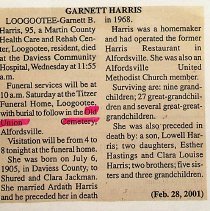 GARNETT HARRIS
LOOGOOTEE-Garnett B.
Harris, 95, a Martin County
Health Care and Rehab Cen-
ter, Loogootee, resident, died
at the Daviess Community
Hospital, Wednesday at 11:55
a.m.
Funeral services will be at
10 a.m. Saturday at the Titzer
Funeral Home, Loogootee,
with burial to follow in the Old
Union Cemetery,
Alfordsville.
Visitation will be from 4 to
8 tonight at the funeral home.
She was born on July 6,
1905, in Daviess County, to
Shured and Clara Jackman.
She married Ardath Harris
and he preceded her in death
in 1968.
Harris was a homemaker
and had operated the former
Harris Restaurant in
Alfordsville. She was also an
Alfordsville United
Methodist Church member.
Surviving are: nine grand-
children; 27 great-grandchil-
dren and several great-great-
grandchildren.
She was also preceded in
death by: a son, Lowell Har-
ris; two daughters, Esther
Hastings and Clara Louise
Harris; two brothers; five sis-
ters and three grandchildren.
(Feb. 28, 2001)